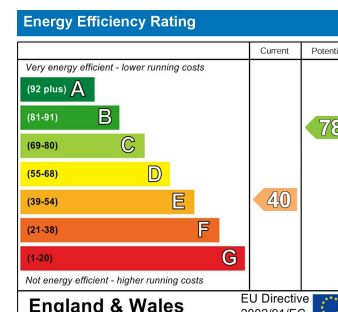 Energy Efficiency Rating
Current Potenti
Very energy efficient - lower running costs
(92 plus) A
(81-91) B
78
(69-80) C
(55-68) D
(39-54) E 40
(21-38) F
(1-20) G
Not energy efficient - higher running costs
England & Wales
EU Directive